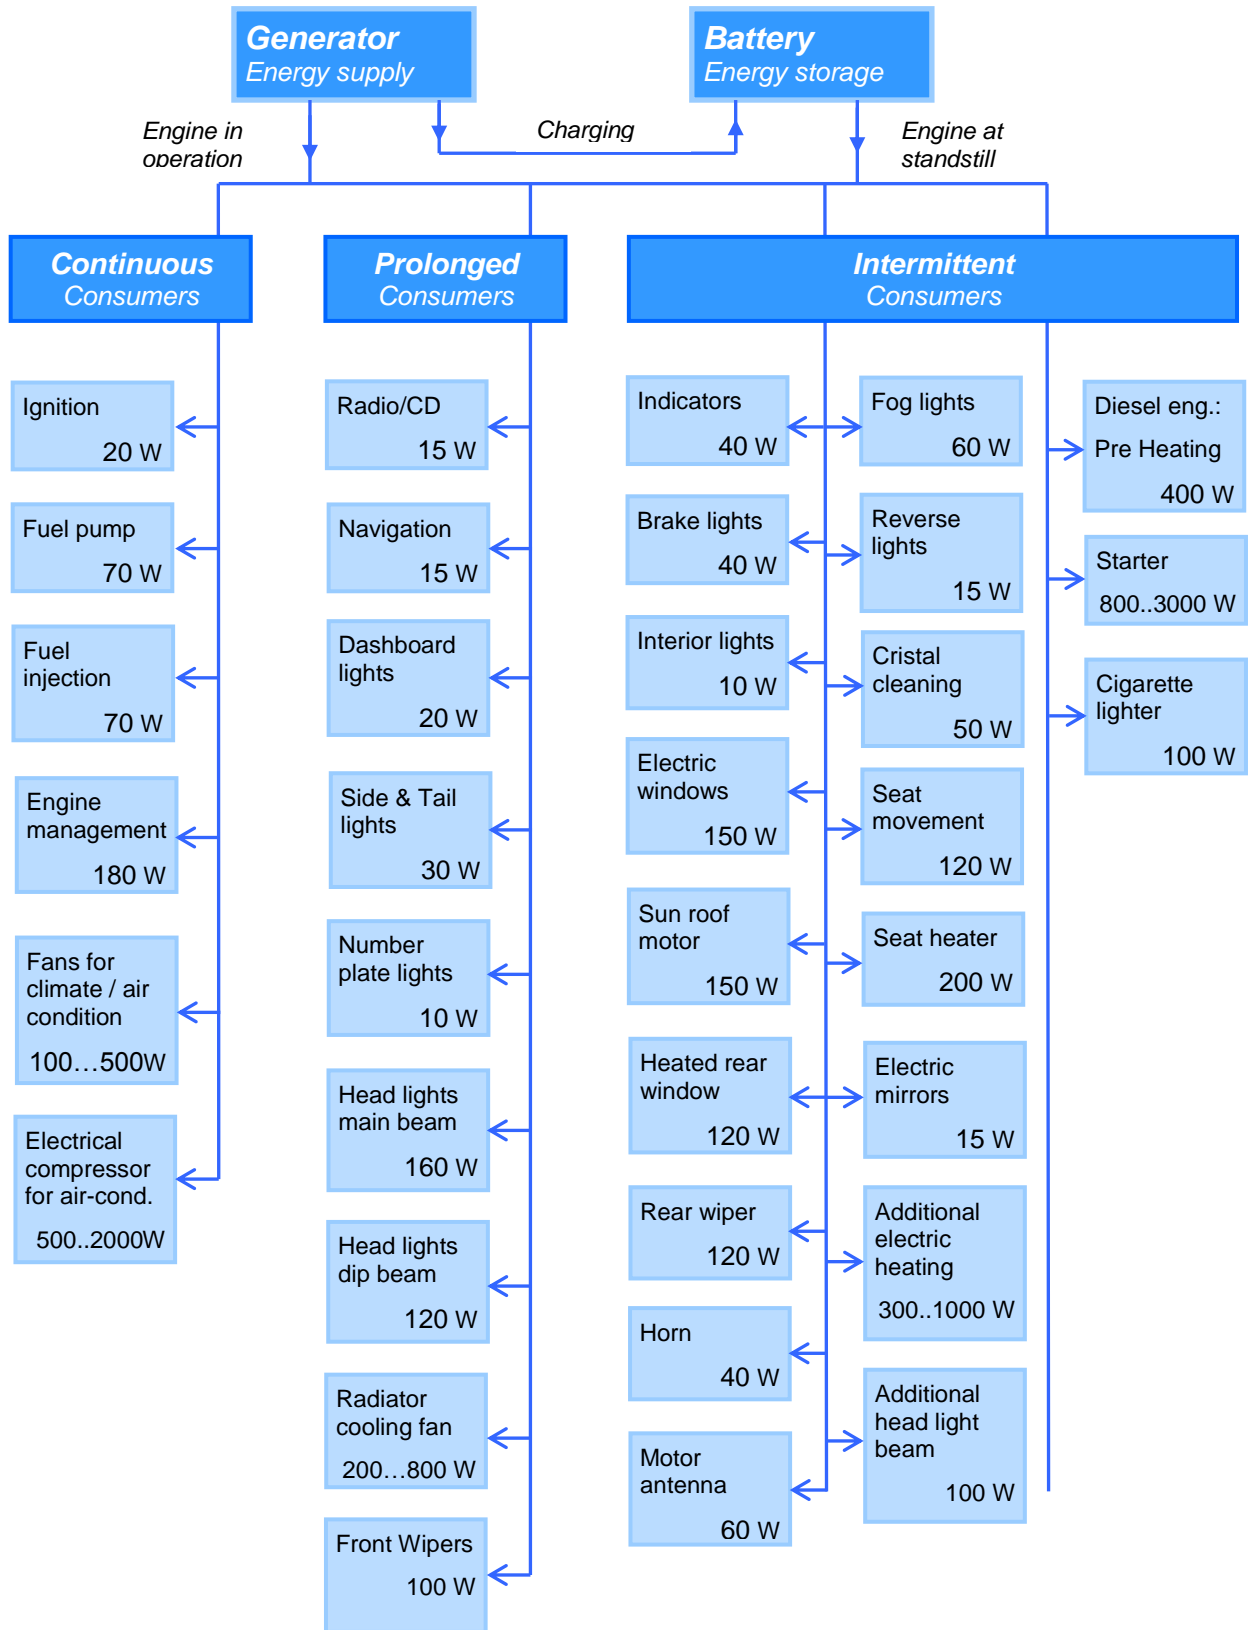 Generator
Energy supply
Battery
Energy storage
Engine in
operation
Charging
Engine at
standstill
Continuous
Consumers
Prolonged
Consumers
Intermittent
Consumers
Ignition
20 W
Fuel pump
70 W
Fuel
injection
70 W
Engine
management
180 W
Fans for
climate / air
condition
100…500W
Electrical
compressor
for air-cond.
500..2000W
Radio/CD
15 W
Navigation
15 W
Dashboard
lights
20 W
Side & Tail
lights
30 W
Number
plate lights
10 W
Head lights
main beam
160 W
Head lights
dip beam
120 W
Radiator
cooling fan
200…800 W
Front Wipers
100 W
Indicators
40 W
Brake lights
40 W
Interior lights
10 W
Electric
windows
150 W
Sun roof
motor
150 W
Heated rear
window
120 W
Rear wiper
120 W
Horn
40 W
Motor
antenna
60 W
Fog lights
60 W
Reverse
lights
15 W
Cristal
cleaning
50 W
Seat
movement
120 W
Seat heater
200 W
Electric
mirrors
15 W
Additional
electric
heating
300..1000 W
Additional
head light
beam
100 W
Diesel eng.:
Pre Heating
400 W
Starter
800..3000 W
Cigarette
lighter
100 W